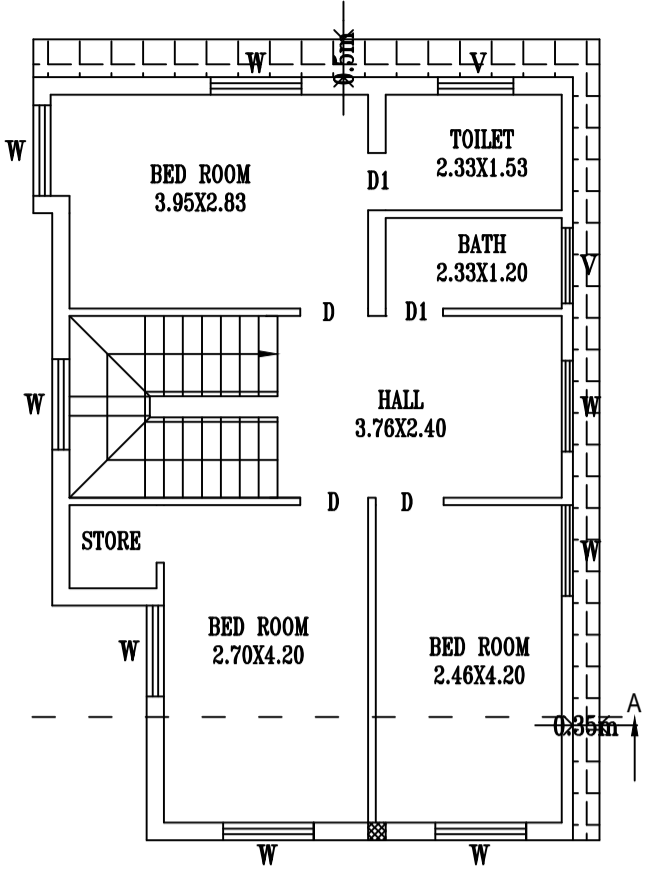 W
0.5m
V
W
TOILET
2.33X1.53
BED ROOM
3.95X2.83
D1
BATH
2.33X1.20
V
D
D1
W
HALL
3.76X2.40
W
D
D
STORE
W
BED ROOM
2.70X4.20
BED ROOM
2.46X4.20
W
A
0.35m
W
W